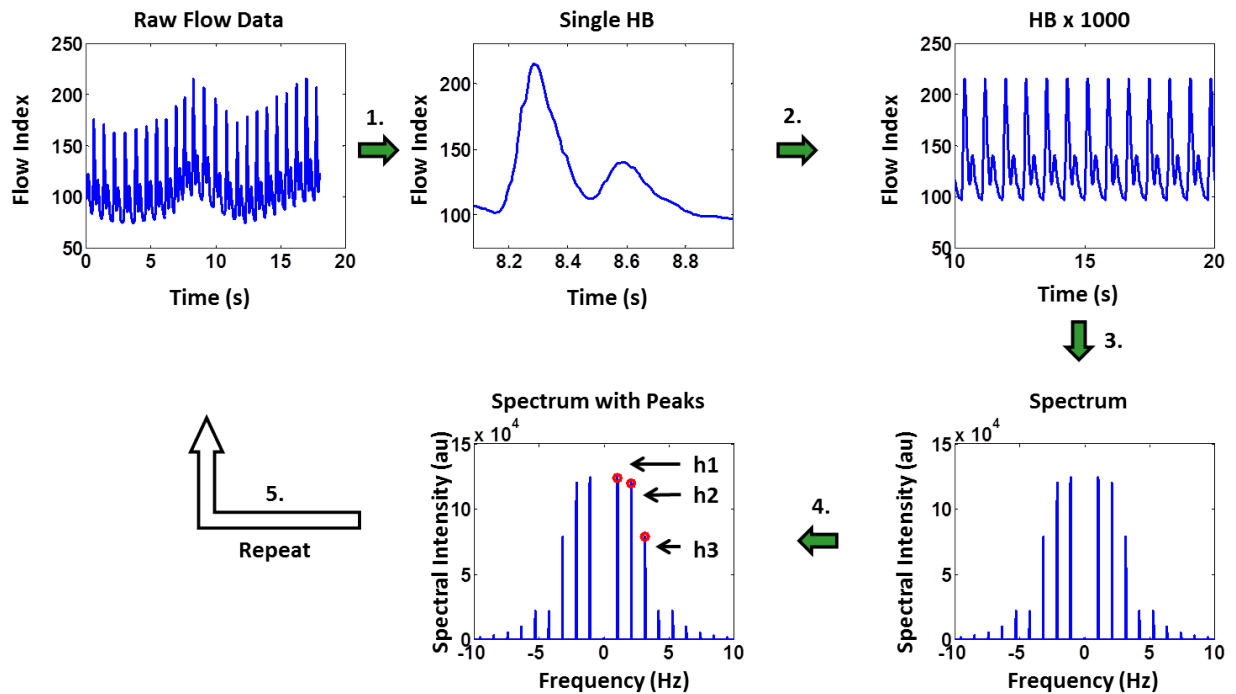 Raw Flow Data
250
200
150
100
50
0 5 10 15 20
Flow Index
Time (s)
1.
Single HB
200
150
100
8.2 8.4 8.6 8.8
Flow Index
Time (s)
2.
HB x 1000
250
200
150
100
50
10 15 20
Flow Index
Time (s)
3.
Spectrum
x 10^4
15
10
5
0
-10 -5 0 5 10
Spectral Intensity (au)
Frequency (Hz)
4.
Spectrum with Peaks
x 10^4
15
10
5
0
-10 -5 0 5 10
Spectral Intensity (au)
Frequency (Hz)
h1
h2
h3
5.
Repeat